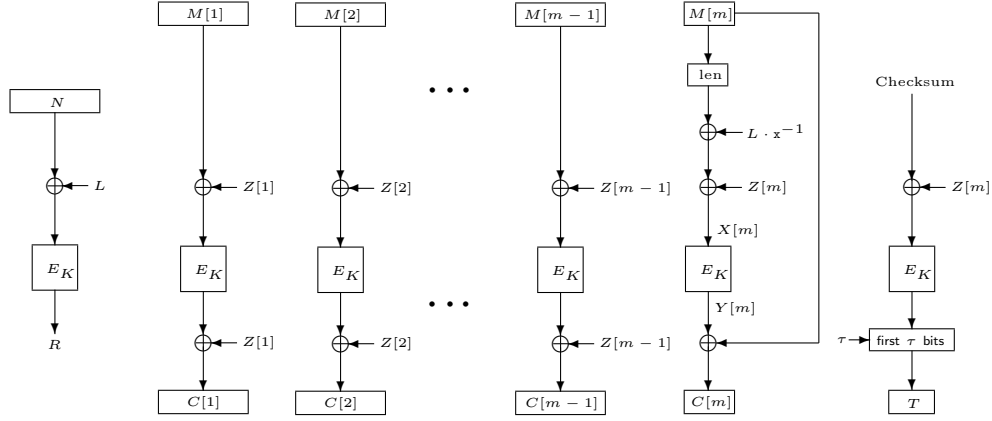 M[1] M[2] M[m − 1] M[m]
len
N
• • •
Checksum
L · x⁻¹
L
Z[1] Z[2] Z[m − 1] Z[m] Z[m]
X[m]
E_K E_K E_K E_K E_K E_K
• • •
Y[m]
R
Z[1] Z[2] Z[m − 1]
τ first τ bits
C[1] C[2] C[m − 1] C[m] T